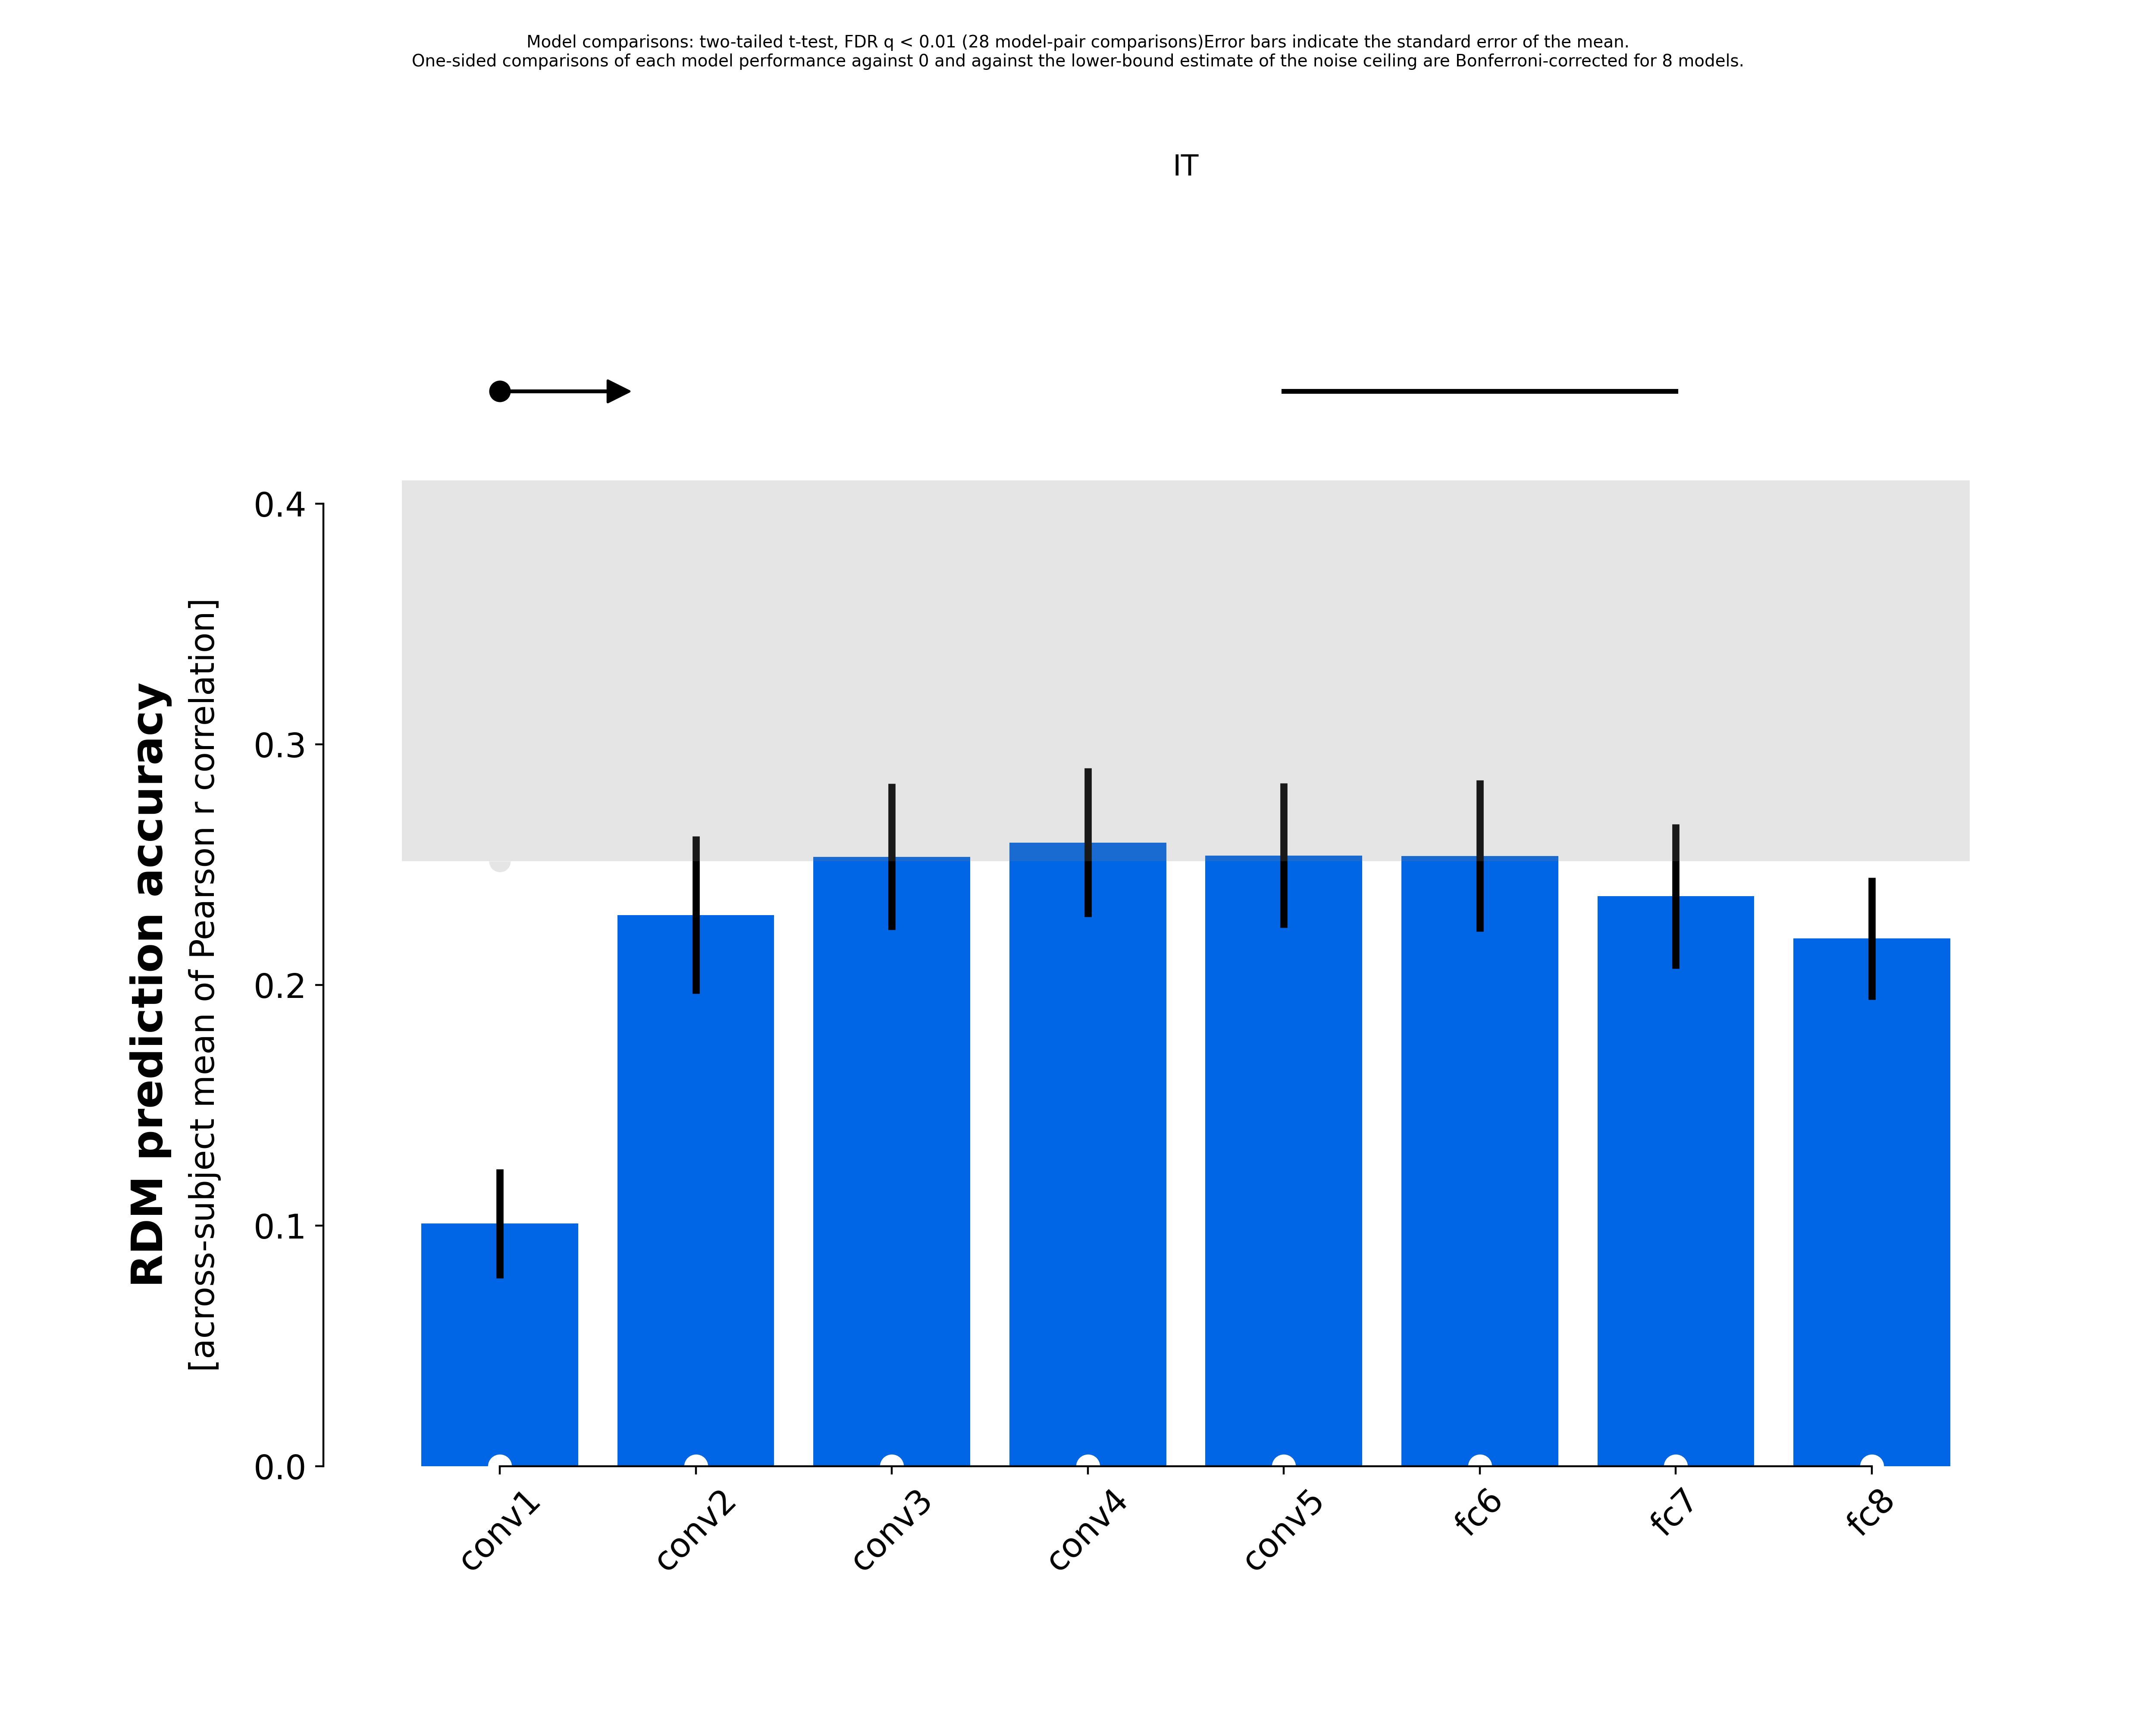 Model comparisons: two-tailed t-test, FDR q < 0.01 (28 model-pair comparisons)Error bars indicate the standard error of the mean.
One-sided comparisons of each model performance against 0 and against the lower-bound estimate of the noise ceiling are Bonferroni-corrected for 8 models.
IT
RDM prediction accuracy
[across-subject mean of Pearson r correlation]
0.4
0.3
0.2
0.1
0.0
conv1
conv2
conv3
conv4
conv5
fc6
fc7
fc8